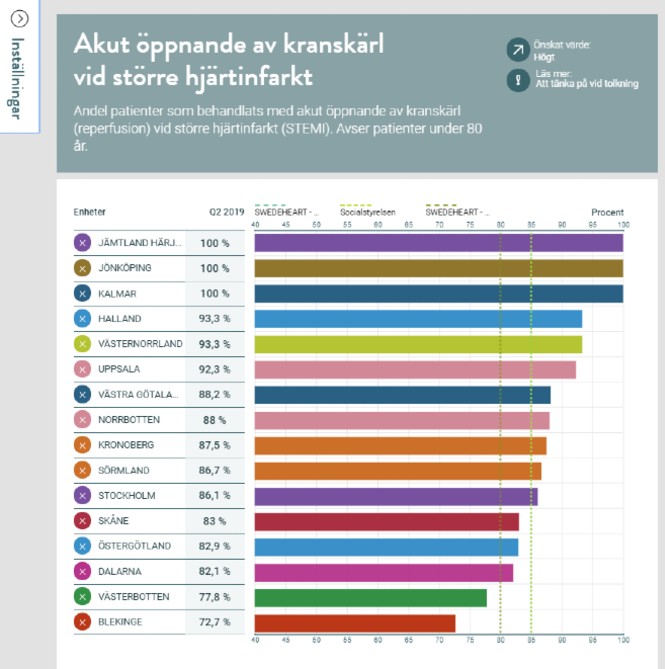 Inställningar
Akut öppnande av kranskärl
vid större hjärtinfarkt
Andel patienter som behandlats med akut öppnande av kranskärl
(reperfusion) vid större hjärtinfarkt (STEMI). Avser patienter under 80
år.
Önskat värde:
Högt
Läs mer:
Att tänka på vid tolkning
Enheter Q2 2019 SWEDEHEART - ... Socialstyrelsen SWEDEHEART - ... Procent
40 45 50 55 60 65 70 75 80 85 90 95 100
JÄMTLAND HÄRJ... 100 %
JÖNKÖPING 100 %
KALMAR 100 %
HALLAND 93,3 %
VÄSTERNORRLAND 93,3 %
UPPSALA 92,3 %
VÄSTRA GÖTALA... 88,2 %
NORRBOTTEN 88 %
KRONOBERG 87,5 %
SÖRMLAND 86,7 %
STOCKHOLM 86,1 %
SKÅNE 83 %
ÖSTERGÖTLAND 82,9 %
DALARNA 82,1 %
VÄSTERBOTTEN 77,8 %
BLEKINGE 72,7 %
40 45 50 55 60 65 70 75 80 85 90 95 100